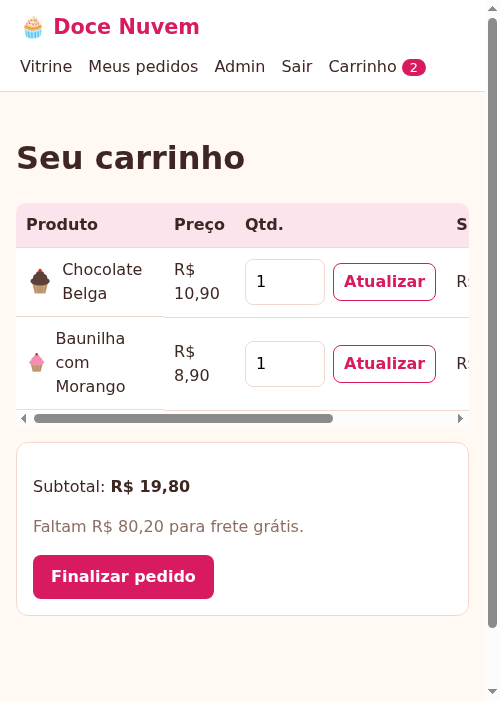 Doce Nuvem
Vitrine Meus pedidos Admin Sair Carrinho 2
Seu carrinho
Produto Preço Qtd.
Chocolate
Belga
R$
10,90
1
Atualizar
Baunilha
com
Morango
R$
8,90
1
Atualizar
Subtotal: R$ 19,80
Faltam R$ 80,20 para frete grátis.
Finalizar pedido